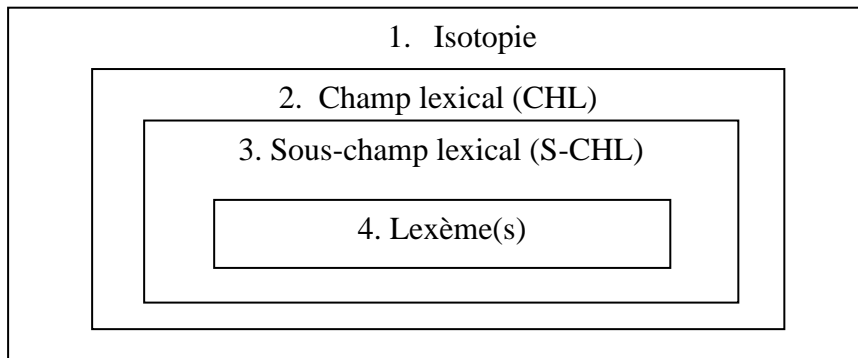 1. Isotopie
2. Champ lexical (CHL)
3. Sous-champ lexical (S-CHL)
4. Lexème(s)